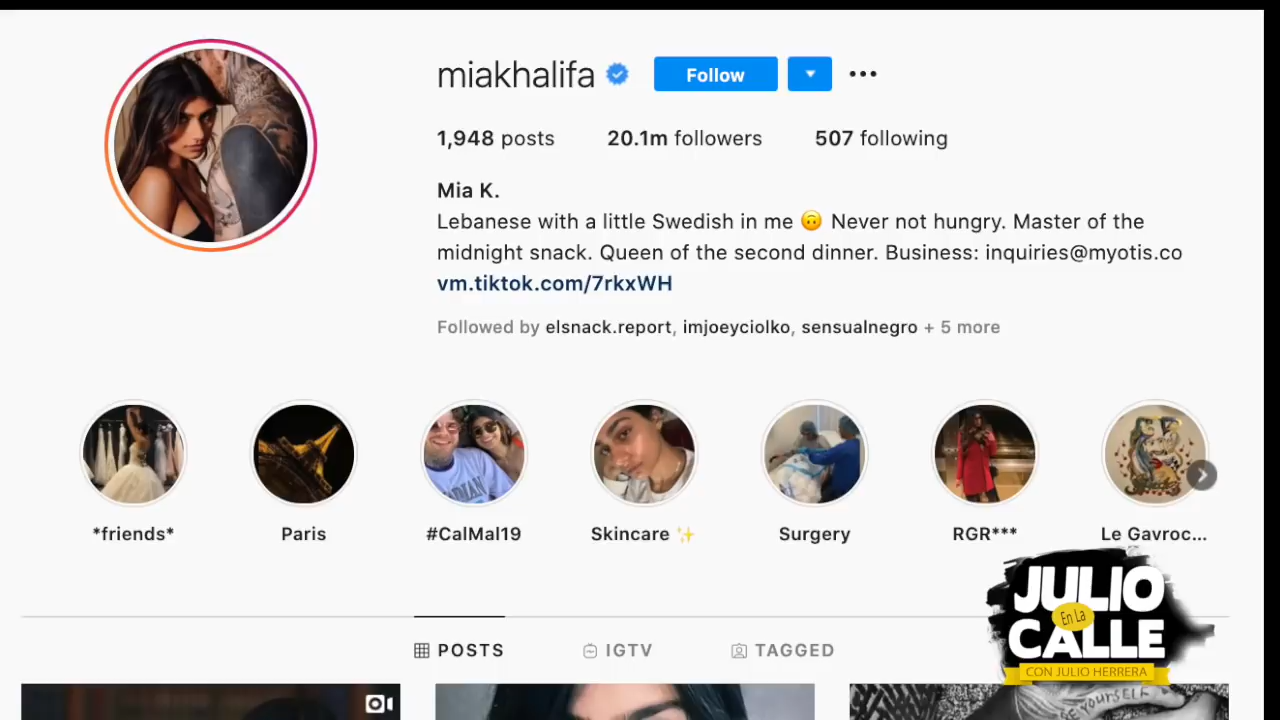 miakhalifa Follow
1,948 posts 20.1m followers 507 following
Mia K.
Lebanese with a little Swedish in me 🙃 Never not hungry. Master of the
midnight snack. Queen of the second dinner. Business: inquiries@myotis.co
vm.tiktok.com/7rkxWH
Followed by elsnack.report, imjoeyciolko, sensualnegro + 5 more
*friends* Paris #CalMal19 Skincare ✨ Surgery RGR*** Le Gavroc...
JULIO
En La
CALLE
CON JULIO HERRERA
POSTS IGTV TAGGED
YOURSELF